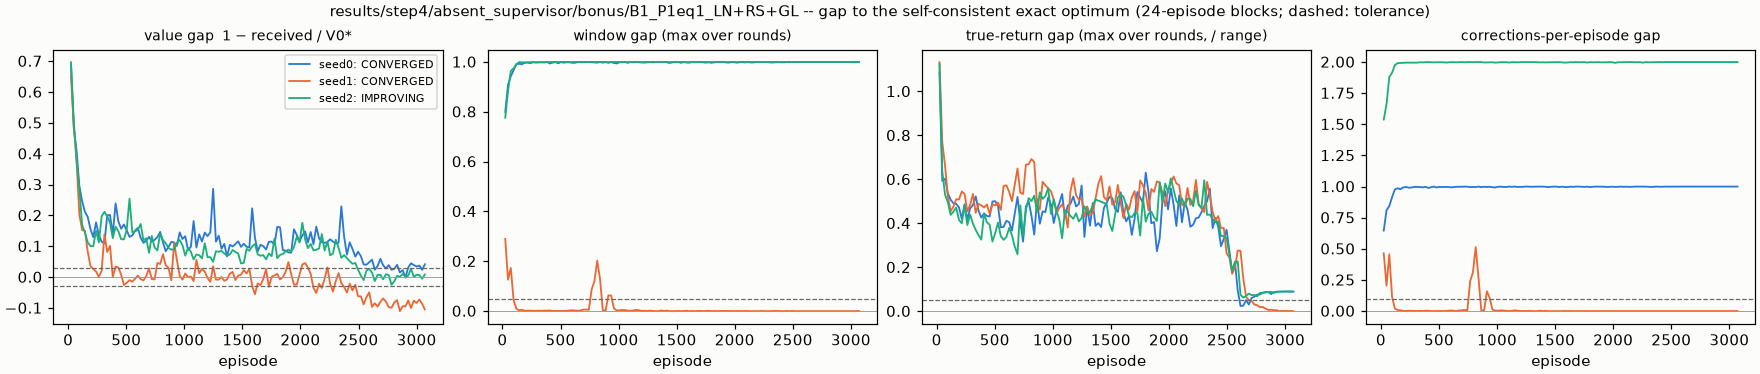 results/step4/absent_supervisor/bonus/B1_P1eq1_LN+RS+GL -- gap to the self-consistent exact optimum (24-episode blocks; dashed: tolerance)
value gap 1 − received / V0*
0.7
0.6
0.5
0.4
0.3
0.2
0.1
0.0
−0.1
seed0: CONVERGED
seed1: CONVERGED
seed2: IMPROVING
0 500 1000 1500 2000 2500 3000
episode
window gap (max over rounds)
1.0
0.8
0.6
0.4
0.2
0.0
0 500 1000 1500 2000 2500 3000
episode
true-return gap (max over rounds, / range)
1.0
0.8
0.6
0.4
0.2
0.0
0 500 1000 1500 2000 2500 3000
episode
corrections-per-episode gap
2.00
1.75
1.50
1.25
1.00
0.75
0.50
0.25
0.00
0 500 1000 1500 2000 2500 3000
episode